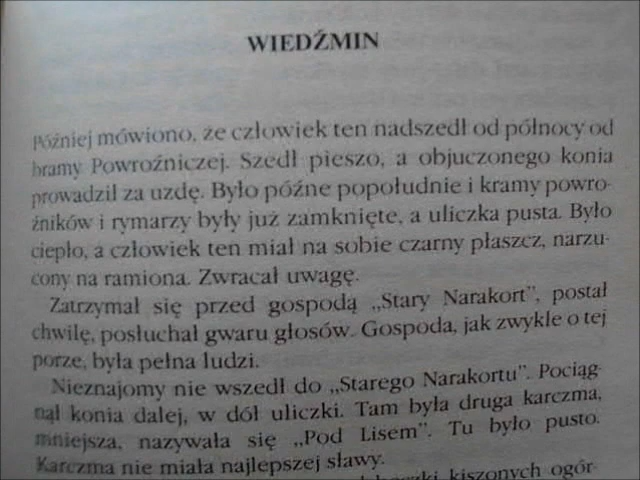 WIEDŹMIN
Później mówiono, że człowiek ten nadszedł od północy od
bramy Powroźniczej. Szedł pieszo, a objuczonego konia
prowadził za uzdę. Było późne popołudnie i kramy powro-
źników i rymarzy były już zamknięte, a uliczka pusta. Było
ciepło, a człowiek ten miał na sobie czarny płaszcz, narzu-
cony na ramiona. Zwracał uwagę.
Zatrzymał się przed gospodą „Stary Narakort”, postał
chwilę, posłuchał gwaru głosów. Gospoda, jak zwykle o tej
porze, była pełna ludzi.
Nieznajomy nie wszedł do „Starego Narakortu”. Pociąg-
nął konia dalej, w dół uliczki. Tam była druga karczma,
mniejsza, nazywała się „Pod Lisem”. Tu było pusto.
Karczma nie miała najlepszej sławy.
kiszonych ogór-